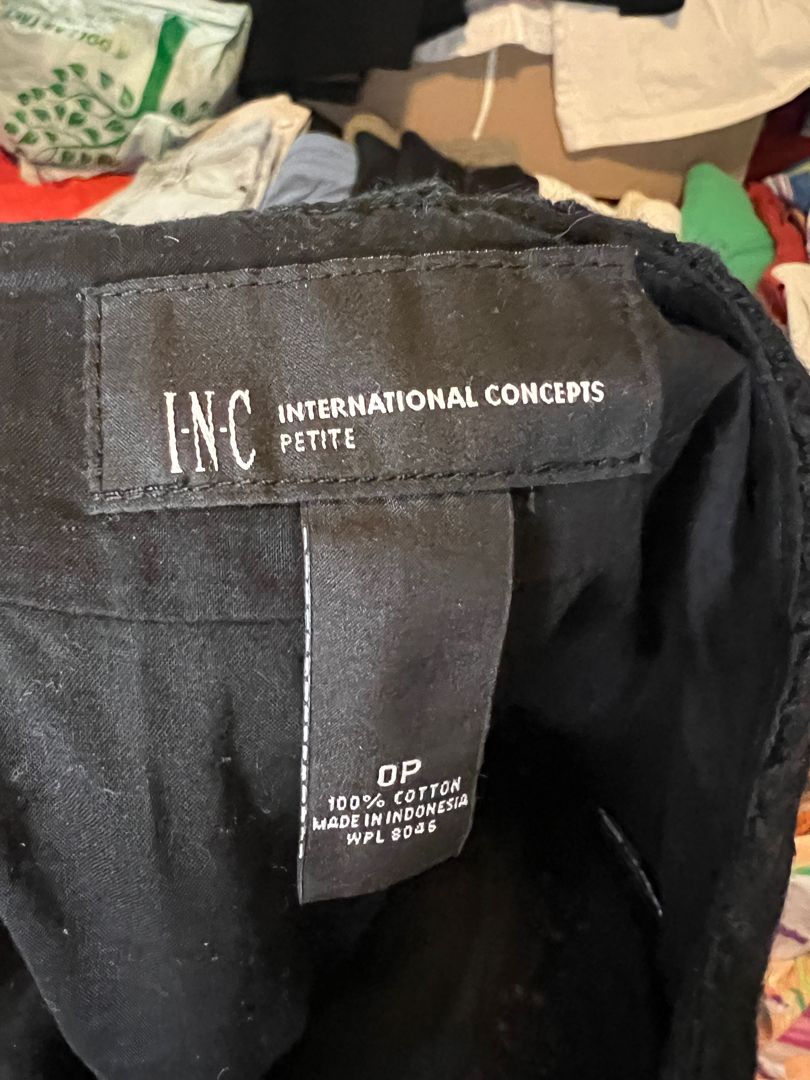 I·N·C INTERNATIONAL CONCEPTS
PETITE
0P
100% COTTON
MADE IN INDONESIA
WPL 8046